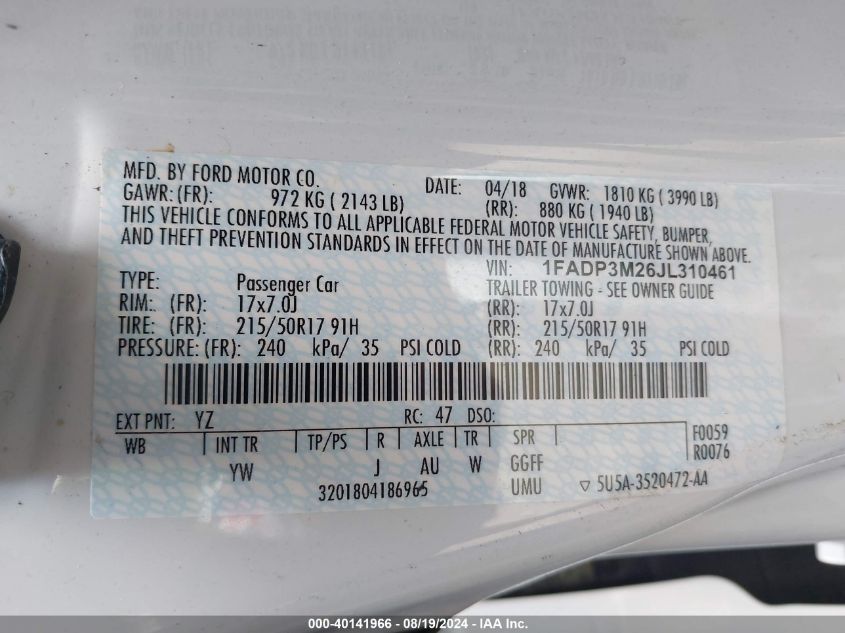 MFD. BY FORD MOTOR CO. DATE: 04/18 GVWR: 1810 KG ( 3990 LB)
GAWR: (FR): 972 KG ( 2143 LB) (RR): 880 KG ( 1940 LB)
THIS VEHICLE CONFORMS TO ALL APPLICABLE FEDERAL MOTOR VEHICLE SAFETY, BUMPER,
AND THEFT PREVENTION STANDARDS IN EFFECT ON THE DATE OF MANUFACTURE SHOWN ABOVE.
VIN: 1FADP3M26JL310461
TYPE: Passenger Car TRAILER TOWING - SEE OWNER GUIDE
RIM: (FR): 17x7.0J (RR): 17x7.0J
TIRE: (FR): 215/50R17 91H (RR): 215/50R17 91H
PRESSURE: (FR): 240 kPa/ 35 PSI COLD (RR): 240 kPa/ 35 PSI COLD
EXT PNT: YZ RC: 47 DSO:
WB INT TR TP/PS R AXLE TR SPR F0059
R0076
YW J AU W GGFF
3201804186965 UMU ▽ 5U5A-3520472-AA
000-40141966 - 08/19/2024 - IAA Inc.